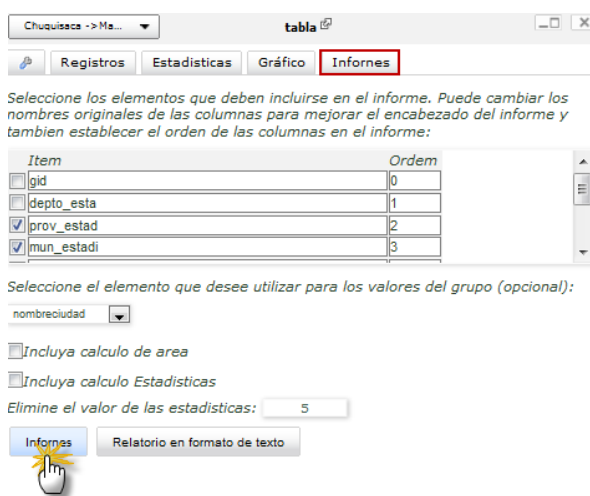 Chuquisaca ->Ma...
tabla
Registros Estadisticas Gráfico Infornes
Seleccione los elementos que deben incluirse en el informe. Puede cambiar los
nombres originales de las columnas para mejorar el encabezado del informe y
tambien establecer el orden de las columnas en el informe:
Item Ordem
gid 0
depto_esta 1
prov_estad 2
mun_estadi 3
Seleccione el elemento que desee utilizar para los valores del grupo (opcional):
nombreciudad
Incluya calculo de area
Incluya calculo Estadisticas
Elimine el valor de las estadisticas: 5
Infornes Relatorio en formato de texto